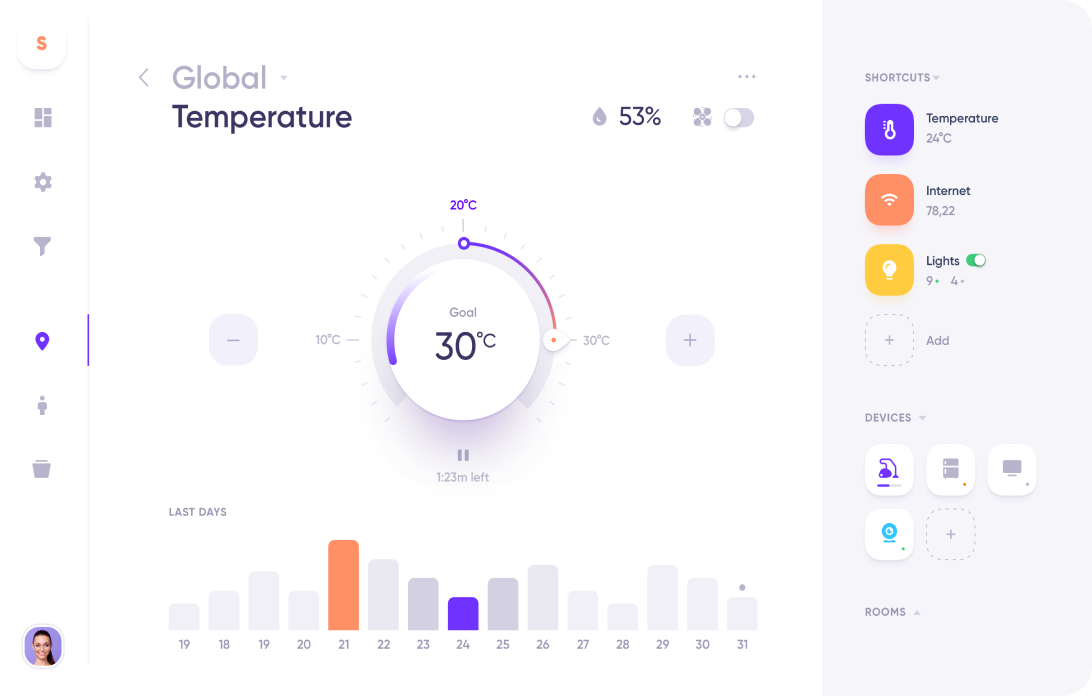 S
Global
Temperature
53%
20°C
Goal
30°C
10°C
30°C
−
+
1:23m left
LAST DAYS
19 18 19 20 21 22 23 24 25 26 27 28 29 30 31
SHORTCUTS
Temperature
24°C
Internet
78,22
Lights
9 4
+ Add
DEVICES
+
ROOMS